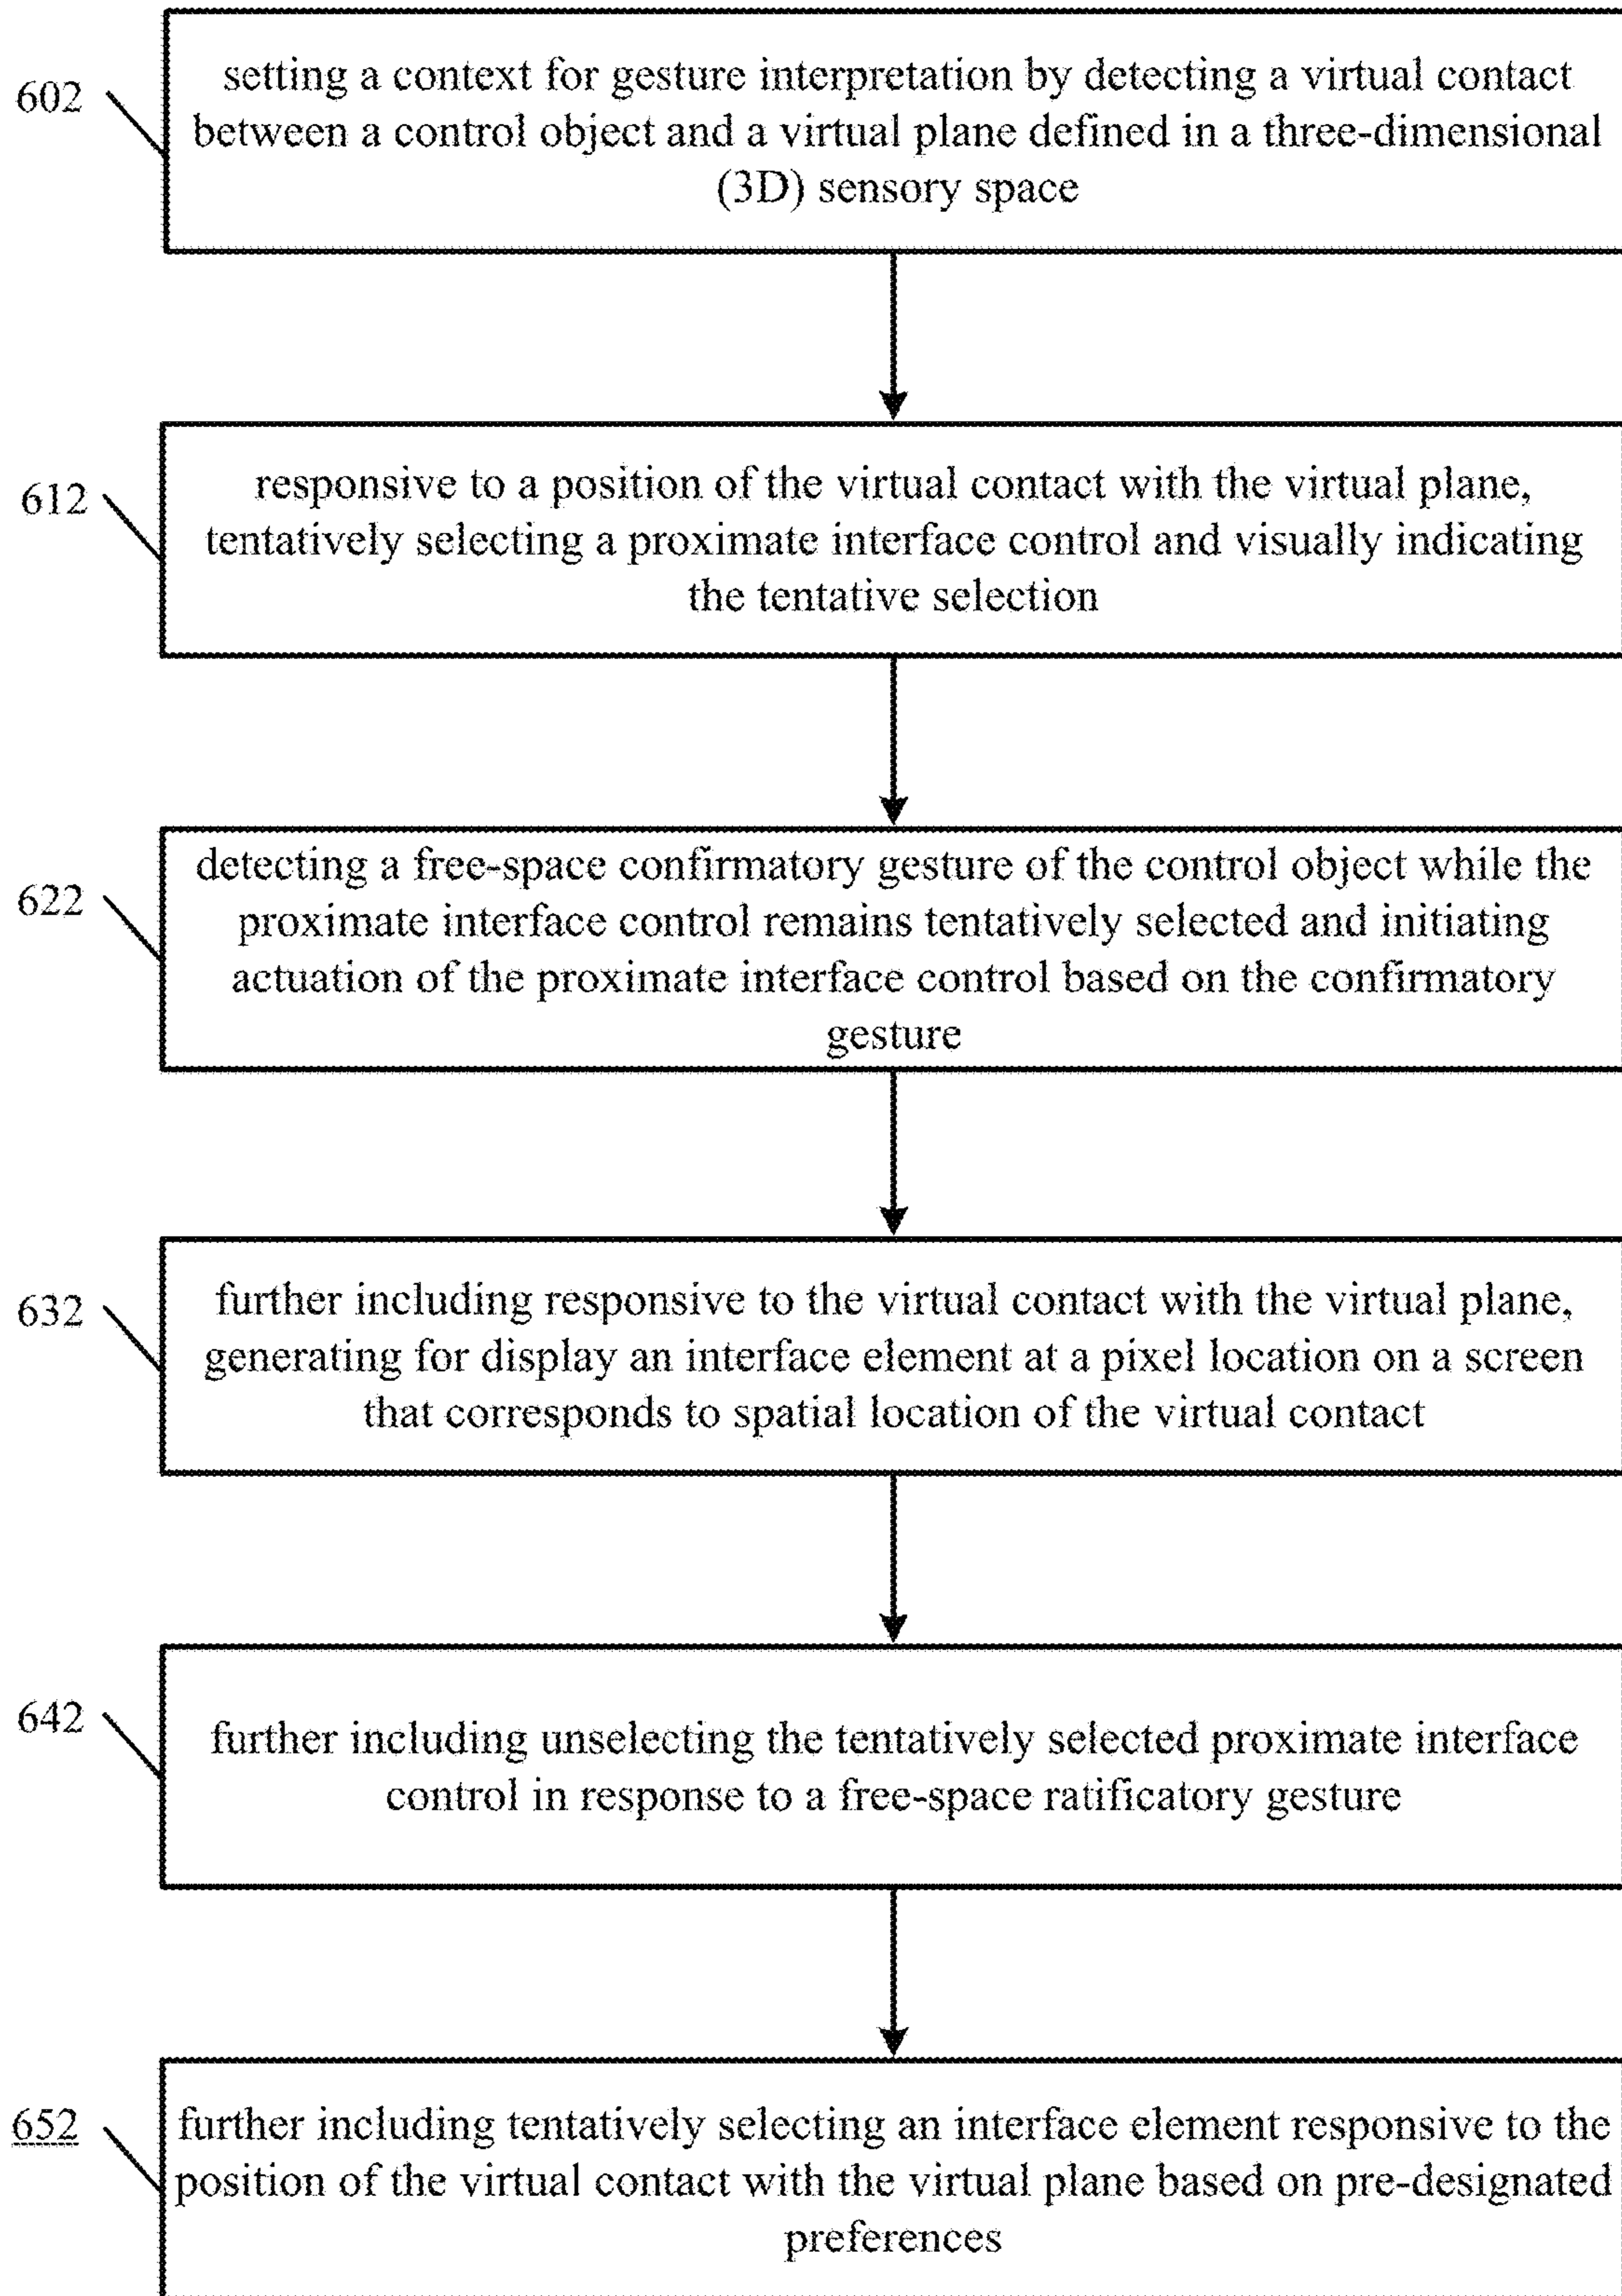 602
setting a context for gesture interpretation by detecting a virtual contact
between a control object and a virtual plane defined in a three-dimensional
(3D) sensory space
612
responsive to a position of the virtual contact with the virtual plane,
tentatively selecting a proximate interface control and visually indicating
the tentative selection
622
detecting a free-space confirmatory gesture of the control object while the
proximate interface control remains tentatively selected and initiating
actuation of the proximate interface control based on the confirmatory
gesture
632
further including responsive to the virtual contact with the virtual plane,
generating for display an interface element at a pixel location on a screen
that corresponds to spatial location of the virtual contact
642
further including unselecting the tentatively selected proximate interface
control in response to a free-space ratificatory gesture
652
further including tentatively selecting an interface element responsive to the
position of the virtual contact with the virtual plane based on pre-designated
preferences